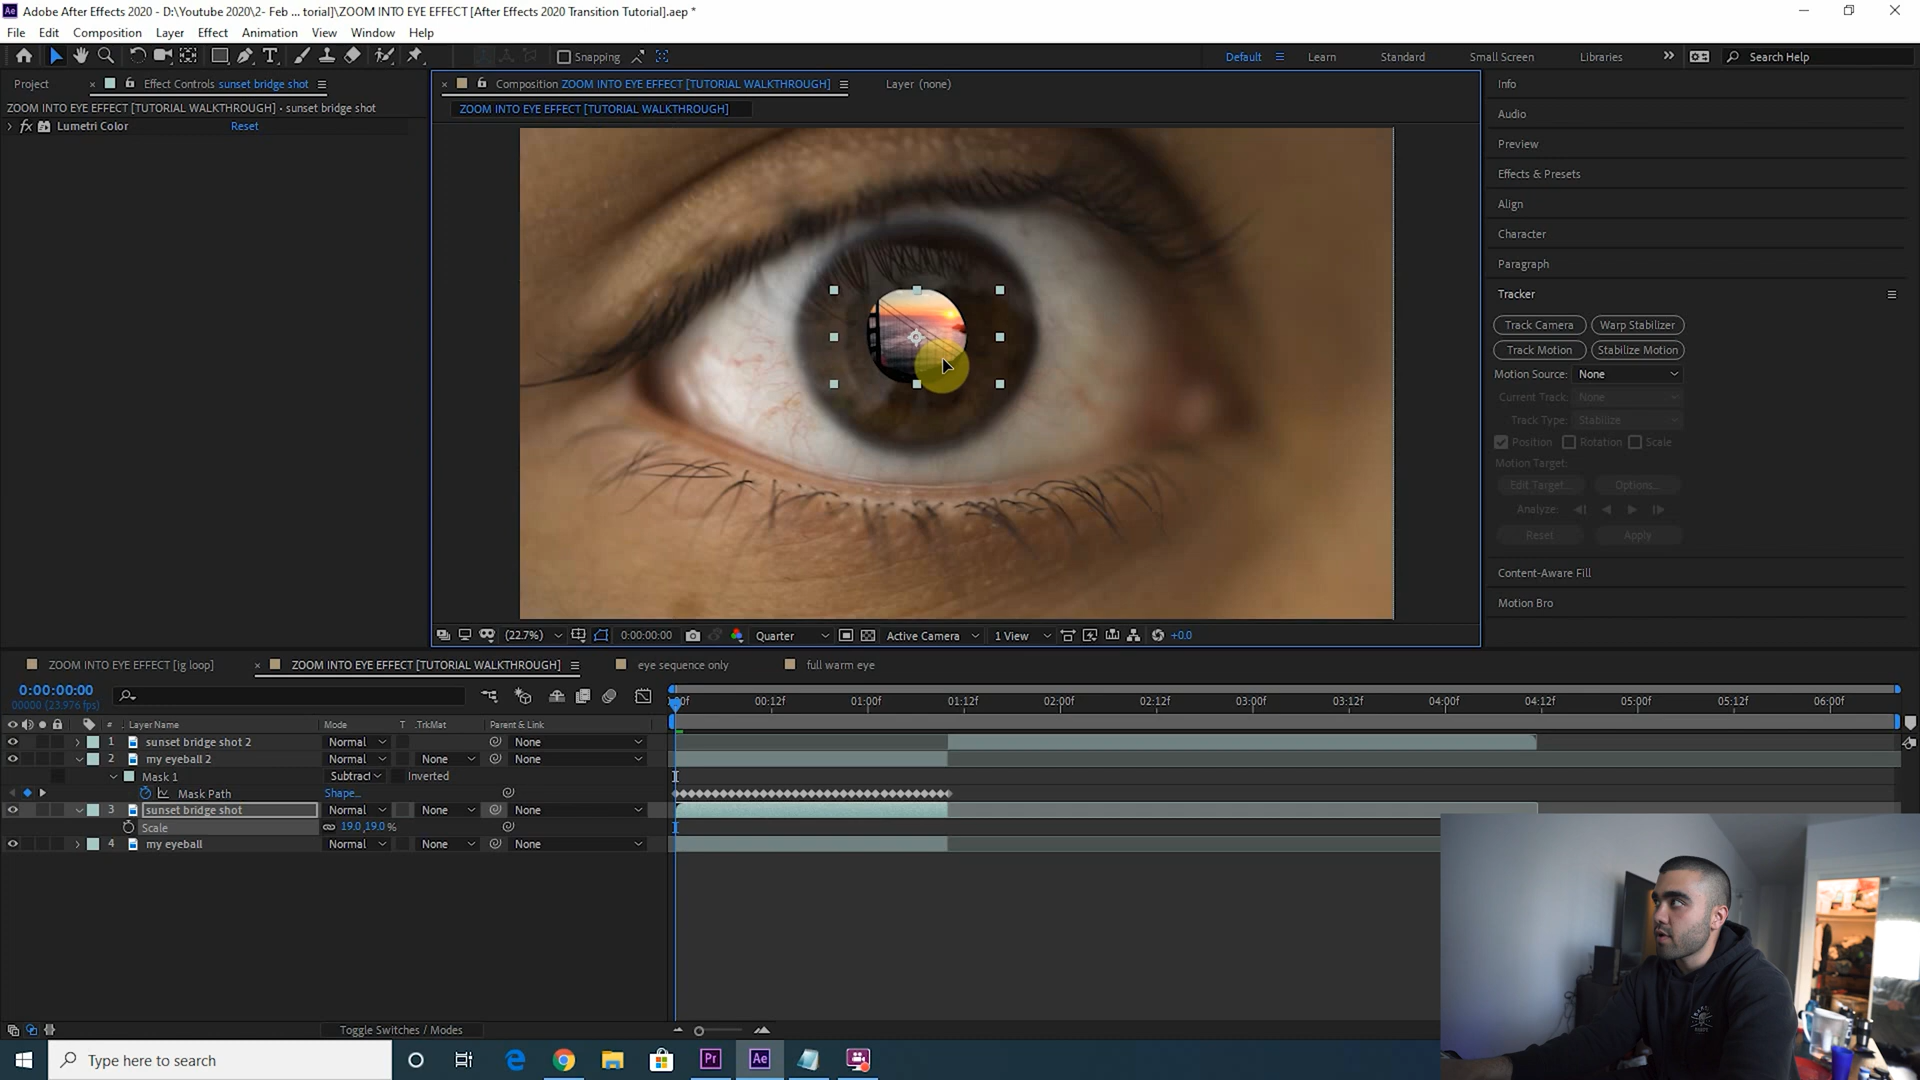 Adobe After Effects 2020 - D:\Youtube 2020\2- Feb ... torial]\ZOOM INTO EYE EFFECT [After Effects 2020 Transition Tutorial].aep *
File Edit Composition Layer Effect Animation View Window Help
Snapping Default Learn Standard Small Screen Libraries Search Help
Project Effect Controls sunset bridge shot
ZOOM INTO EYE EFFECT [TUTORIAL WALKTHROUGH] • sunset bridge shot
fx Lumetri Color Reset
Composition ZOOM INTO EYE EFFECT [TUTORIAL WALKTHROUGH] Layer (none)
ZOOM INTO EYE EFFECT [TUTORIAL WALKTHROUGH]
Info
Audio
Preview
Effects & Presets
Align
Character
Paragraph
Tracker
Track Camera Warp Stabilizer
Track Motion Stabilize Motion
Motion Source: None
Current Track: None
Track Type: Stabilize
Position Rotation Scale
Motion Target:
Edit Target... Options...
Analyze:
Reset Apply
Content-Aware Fill
Motion Bro
(22.7%) 0:00:00:00 Quarter Active Camera 1 View +0.0
ZOOM INTO EYE EFFECT [ig loop] ZOOM INTO EYE EFFECT [TUTORIAL WALKTHROUGH] eye sequence only full warm eye
0:00:00:00
00000 (23.976 fps)
00f 00:12f 01:00f 01:12f 02:00f 02:12f 03:00f 03:12f 04:00f 04:12f 05:00f 05:12f 06:00f
# Layer Name Mode T .TrkMat Parent & Link
1 sunset bridge shot 2 Normal None
2 my eyeball 2 Normal None None
Mask 1 Subtract Inverted
Mask Path Shape...
3 sunset bridge shot Normal None None
Scale 19.0,19.0 %
4 my eyeball Normal None None
Toggle Switches / Modes
Type here to search
Pr Ae